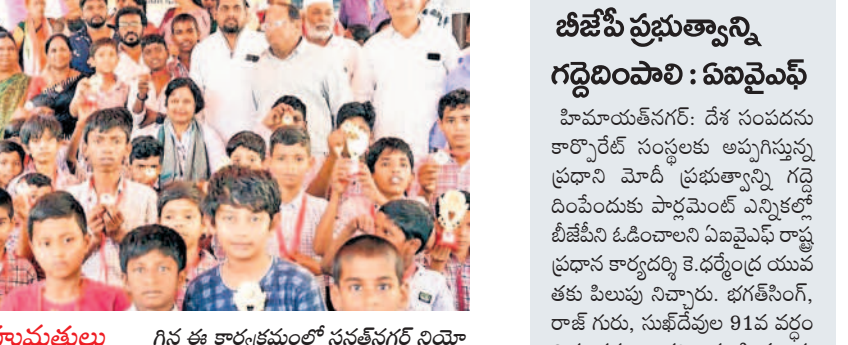 హుమతులు
గిన ఈ కార్యక్రమంలో సనత్‌నగర్ నియో
బీజేపీ ప్రభుత్వాన్ని
గద్దెదింపాలి : ఏఐవైఎఫ్
హిమాయత్‌నగర్: దేశ సంపదను
కార్పొరేట్ సంస్థలకు అప్పగిస్తున్న
ప్రధాని మోదీ ప్రభుత్వాన్ని గద్దె
దింపేందుకు పార్లమెంట్ ఎన్నికల్లో
బీజేపీని ఓడించాలని ఏఐవైఎఫ్ రాష్ట్ర
ప్రధాన కార్యదర్శి కె.ధర్మేంద్ర యువ
తకు పిలుపు నిచ్చారు. భగత్‌సింగ్,
రాజ్ గురు, సుఖ్‌దేవుల 91వ వర్ధం